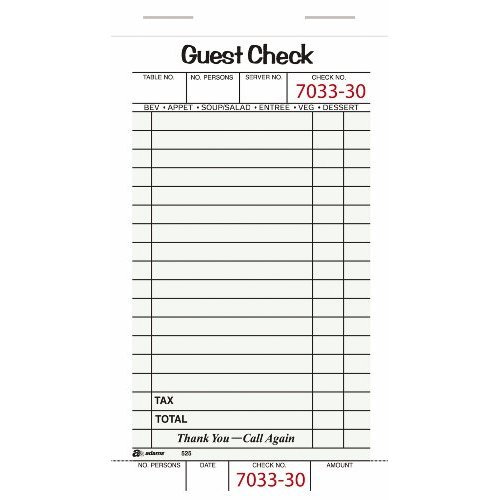 Guest Check
TABLE NO. NO. PERSONS SERVER NO. CHECK NO.
7033-30
BEV • APPET • SOUP/SALAD • ENTREE • VEG • DESSERT
TAX
TOTAL
Thank You—Call Again
a adams 525
NO. PERSONS DATE CHECK NO. AMOUNT
7033-30